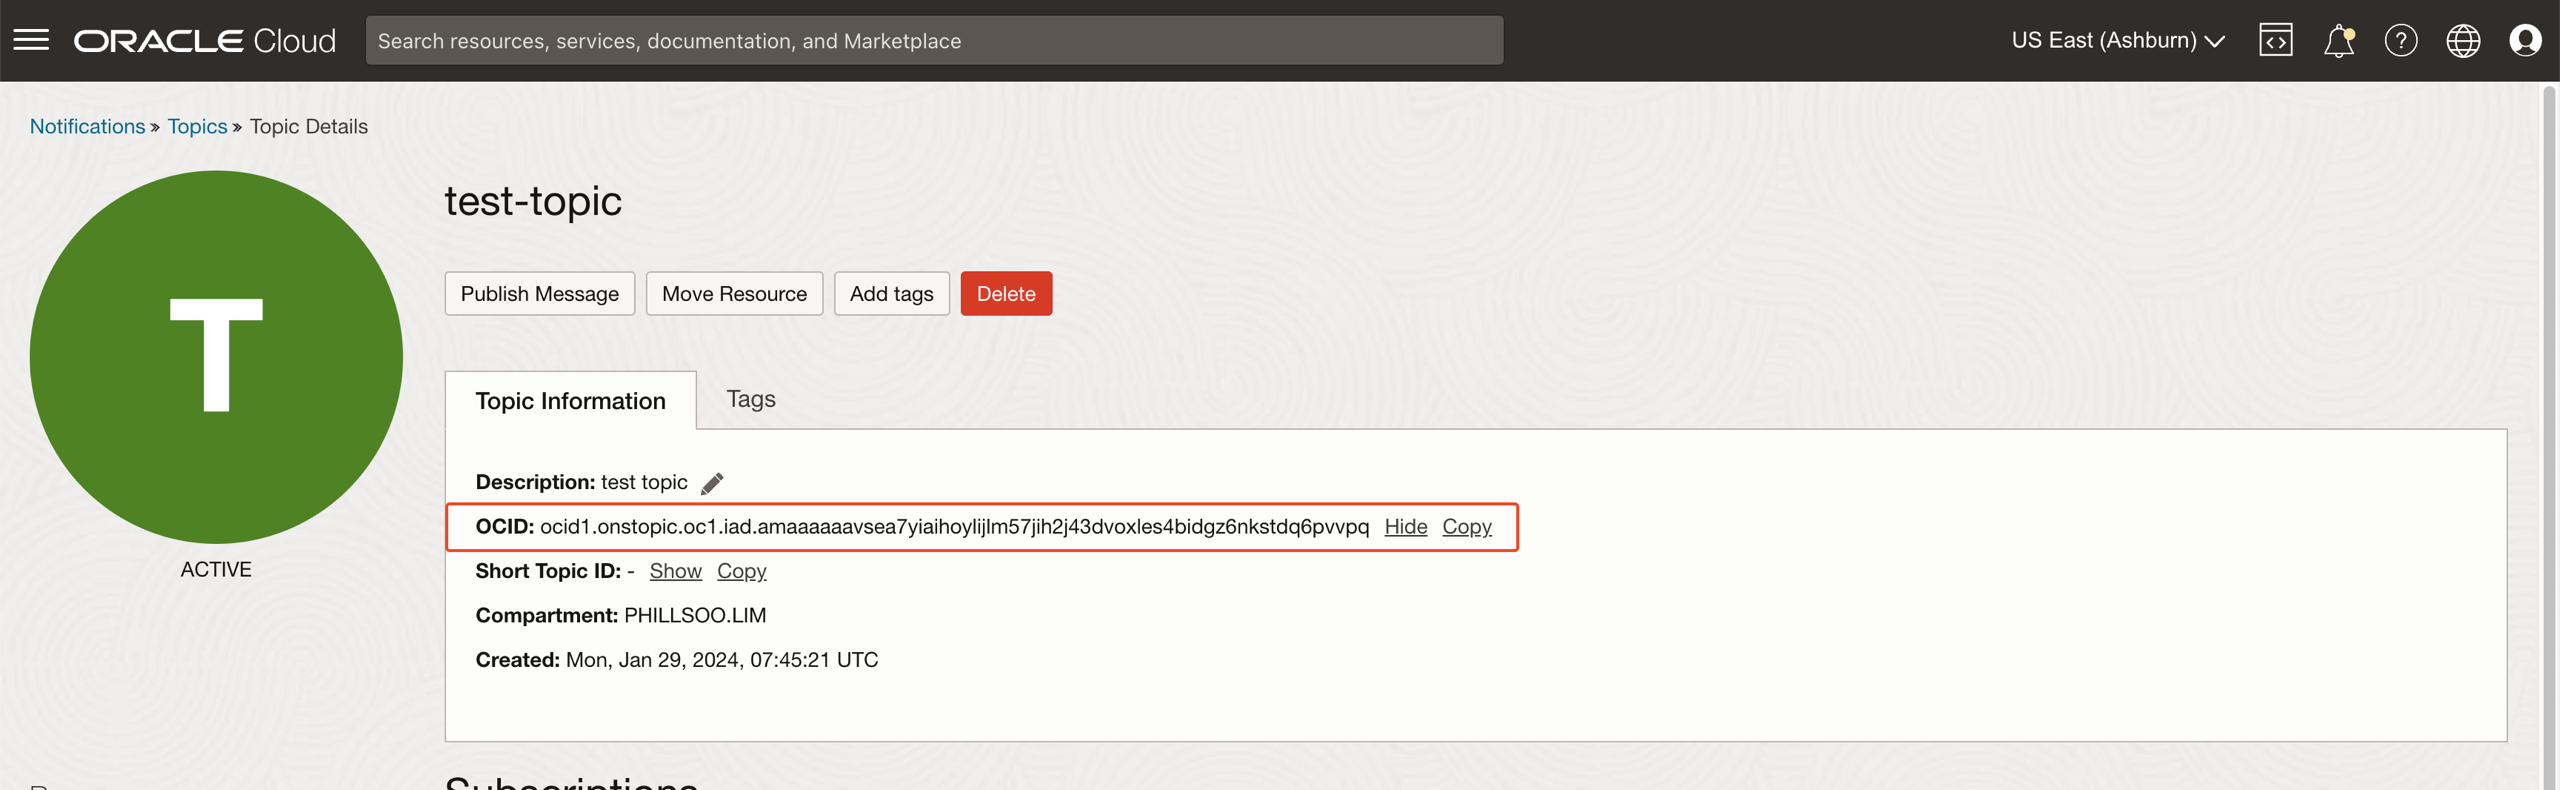 ORACLE Cloud
Search resources, services, documentation, and Marketplace
US East (Ashburn)
Notifications » Topics » Topic Details
T
ACTIVE
test-topic
Publish Message
Move Resource
Add tags
Delete
Topic Information
Tags
Description: test topic
OCID: ocid1.onstopic.oc1.iad.amaaaaaavsea7yiaihoylijlm57jih2j43dvoxles4bidgz6nkstdq6pvvpq Hide Copy
Short Topic ID: - Show Copy
Compartment: PHILLSOO.LIM
Created: Mon, Jan 29, 2024, 07:45:21 UTC
Subscriptions